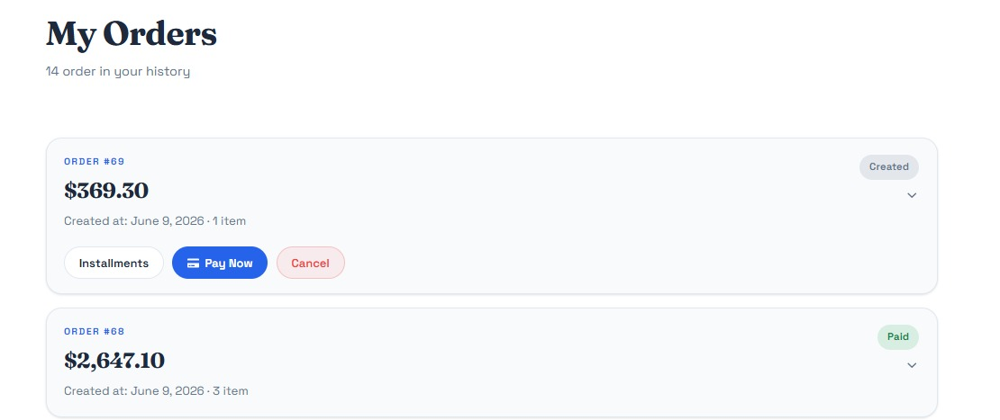 My Orders
14 order in your history
ORDER #69
Created
$369.30
Created at: June 9, 2026 · 1 item
Installments
Pay Now
Cancel
ORDER #68
Paid
$2,647.10
Created at: June 9, 2026 · 3 item